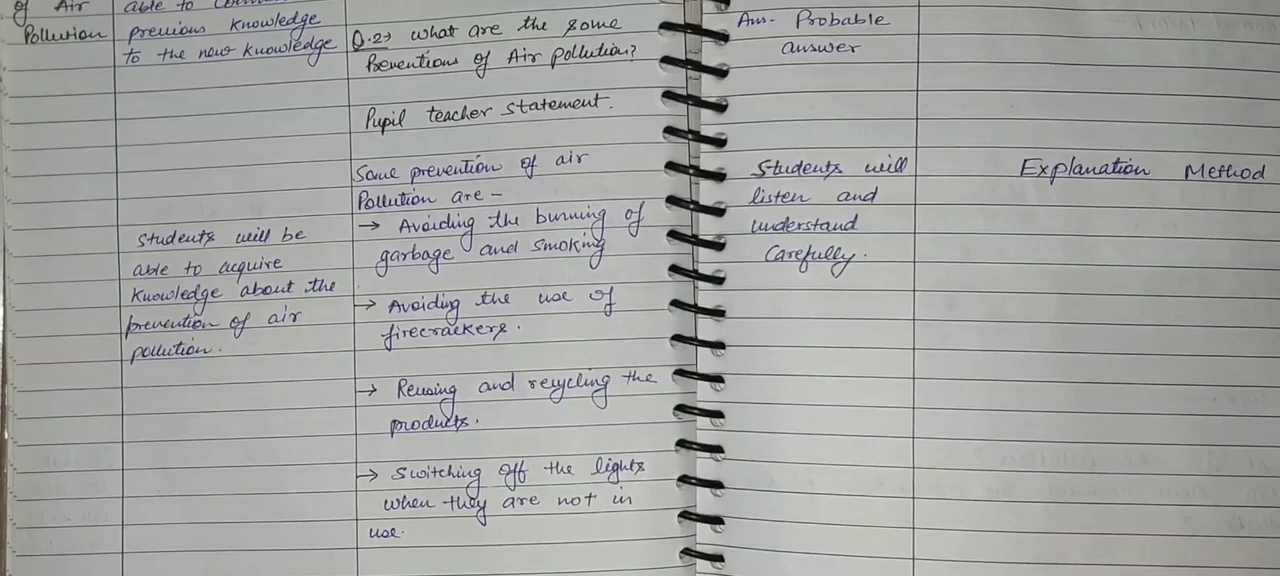 of Air
Pollution
able to
previous knowledge
to the new knowledge
Q.2→ what are the some
Preventions of Air pollution?
Ans- Probable
answer
Pupil teacher statement.
Some prevention of air
Pollution are -
→ Avoiding the burning of
garbage and smoking
Students will be
able to acquire
knowledge about the
prevention of air
pollution.
→ Avoiding the use of
firecrackers.
→ Reusing and recycling the
products.
→ Switching off the lights
when they are not in
use.
Students will
listen and
understand
Carefully.
Explanation Method